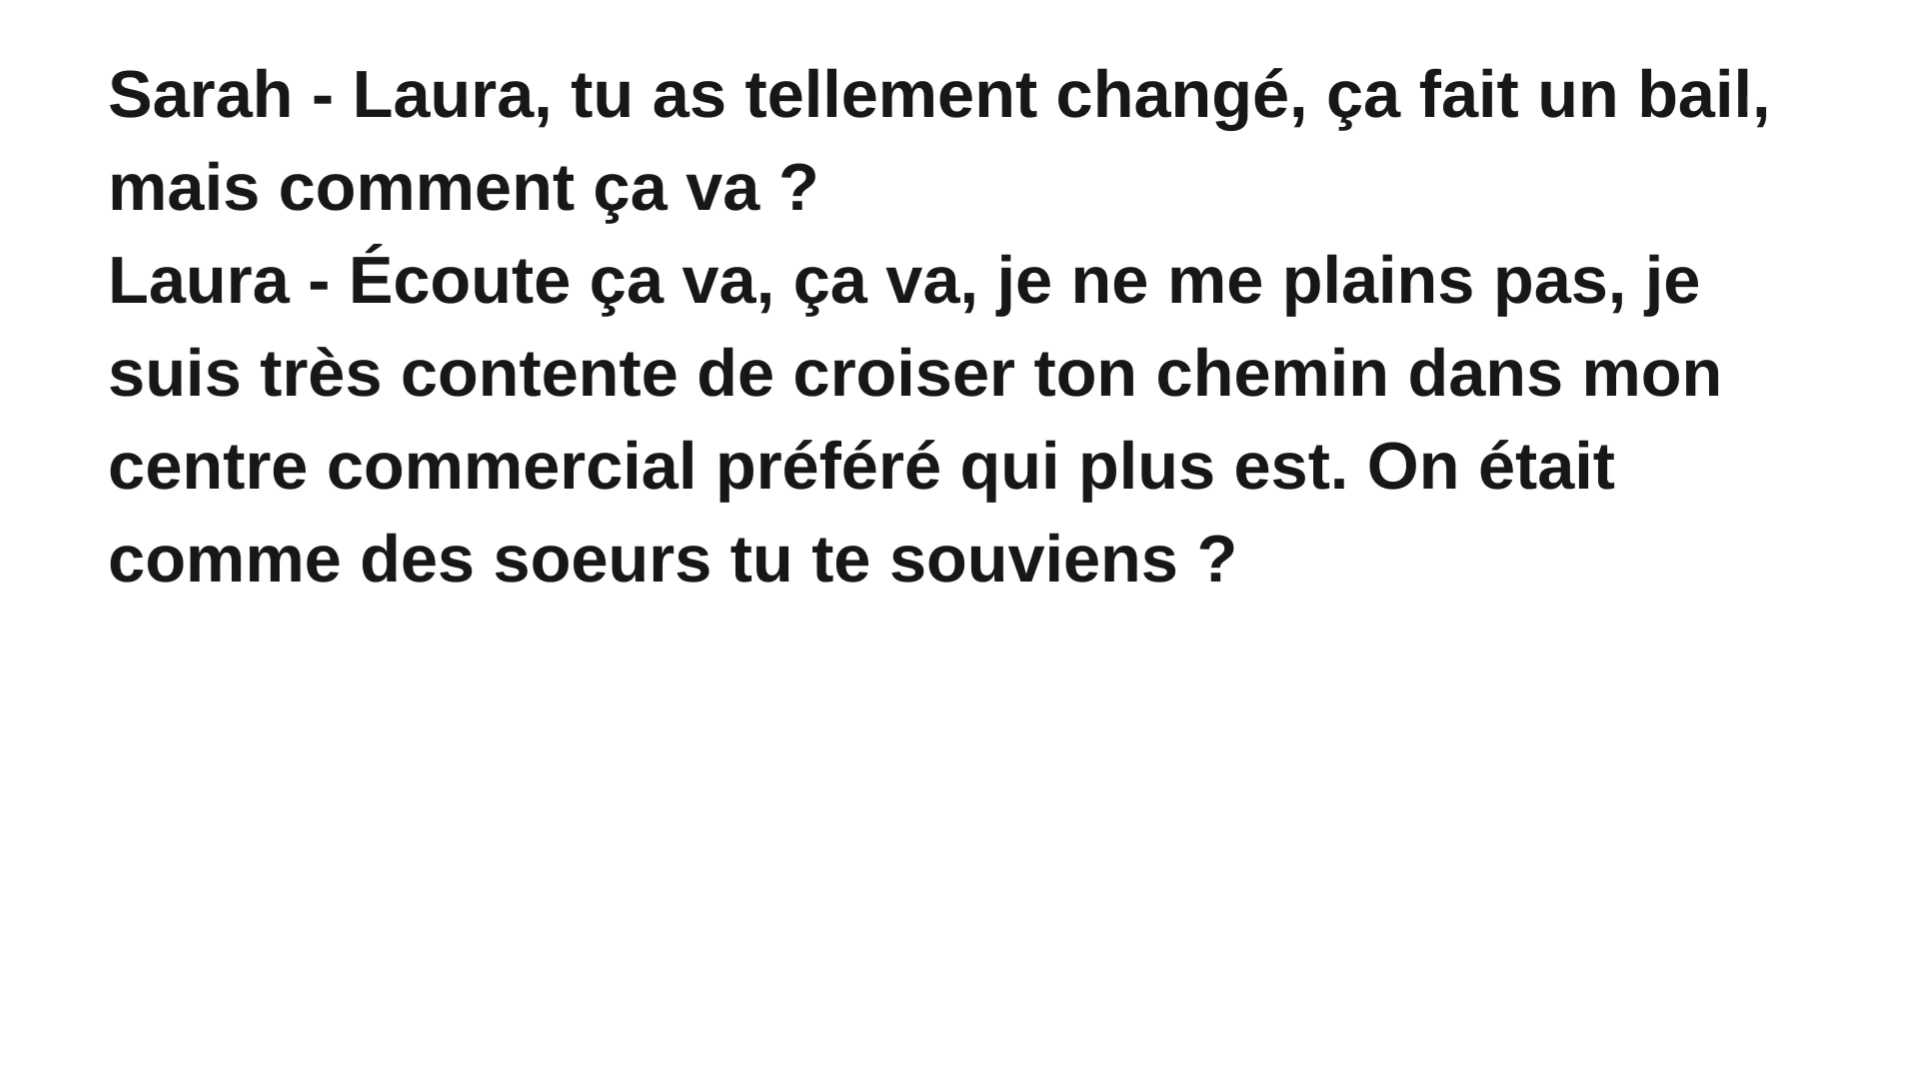 Sarah - Laura, tu as tellement changé, ça fait un bail,
mais comment ça va ?
Laura - Écoute ça va, ça va, je ne me plains pas, je
suis très contente de croiser ton chemin dans mon
centre commercial préféré qui plus est. On était
comme des soeurs tu te souviens ?